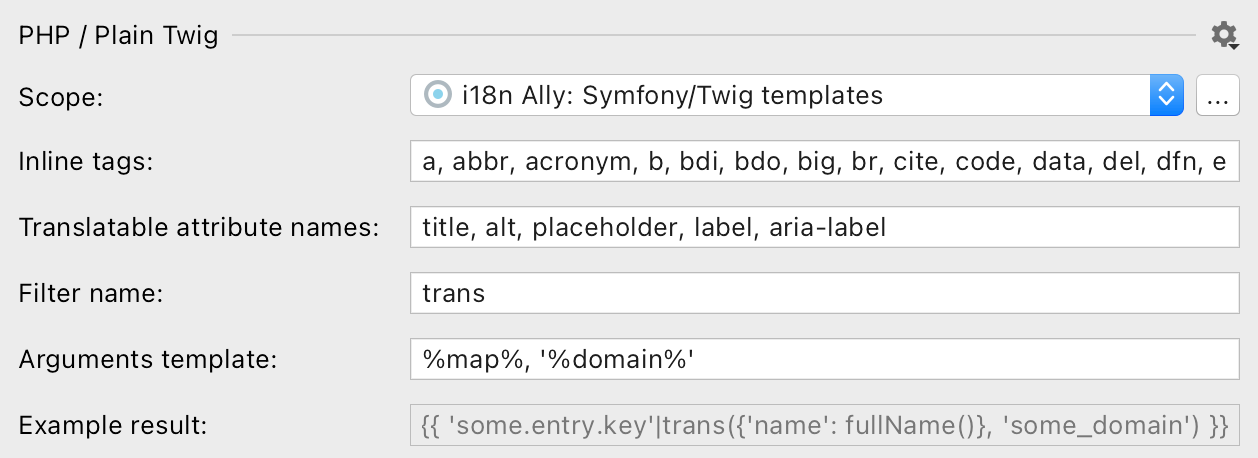 PHP / Plain Twig
Scope: i18n Ally: Symfony/Twig templates ...
Inline tags: a, abbr, acronym, b, bdi, bdo, big, br, cite, code, data, del, dfn, e
Translatable attribute names: title, alt, placeholder, label, aria-label
Filter name: trans
Arguments template: %map%, '%domain%'
Example result: {{ 'some.entry.key'|trans({'name': fullName()}, 'some_domain') }}